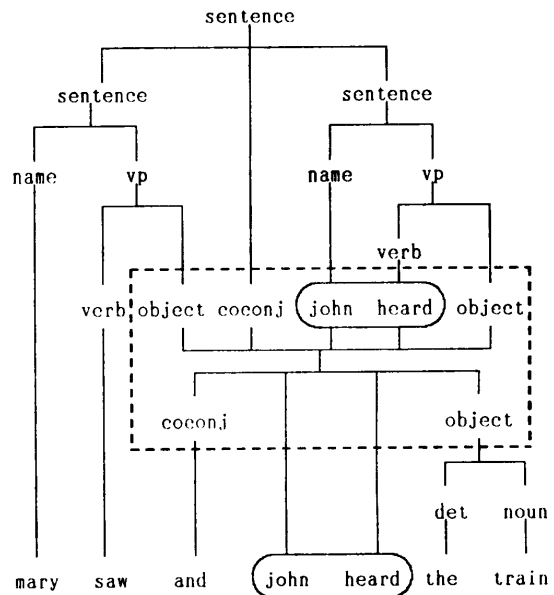 sentence
sentence sentence
name vp name vp
verb
verb object coconj john heard object
coconj object
det noun
mary saw and john heard the train